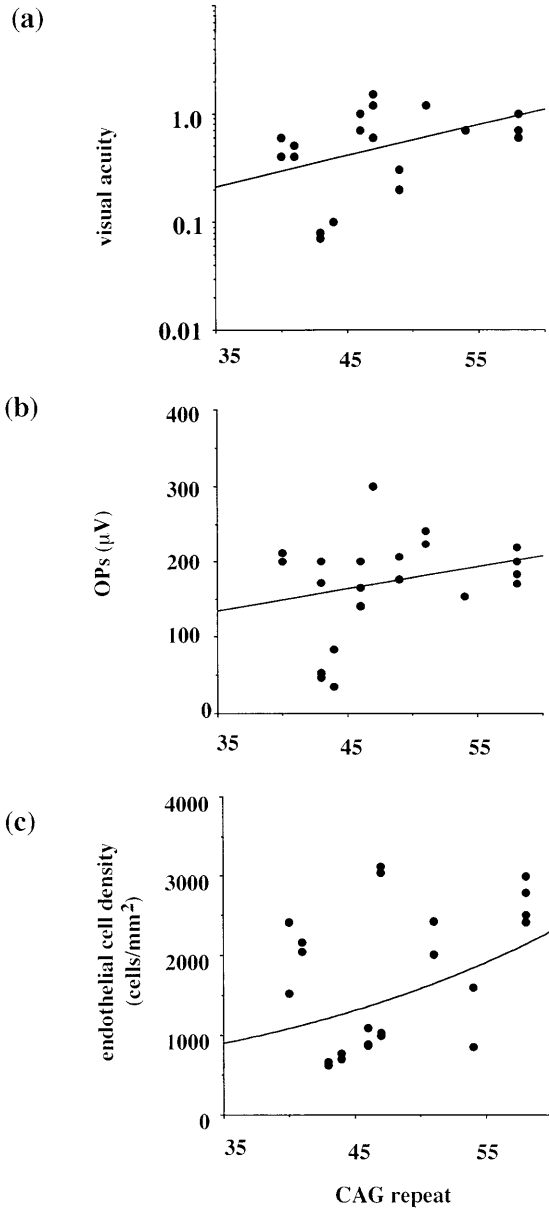 (a)
visual acuity
1.0
0.1
0.01
35 45 55
(b)
OPs (μV)
400
300
200
100
0
35 45 55
(c)
endothelial cell density
(cells/mm²)
4000
3000
2000
1000
0
35 45 55
CAG repeat